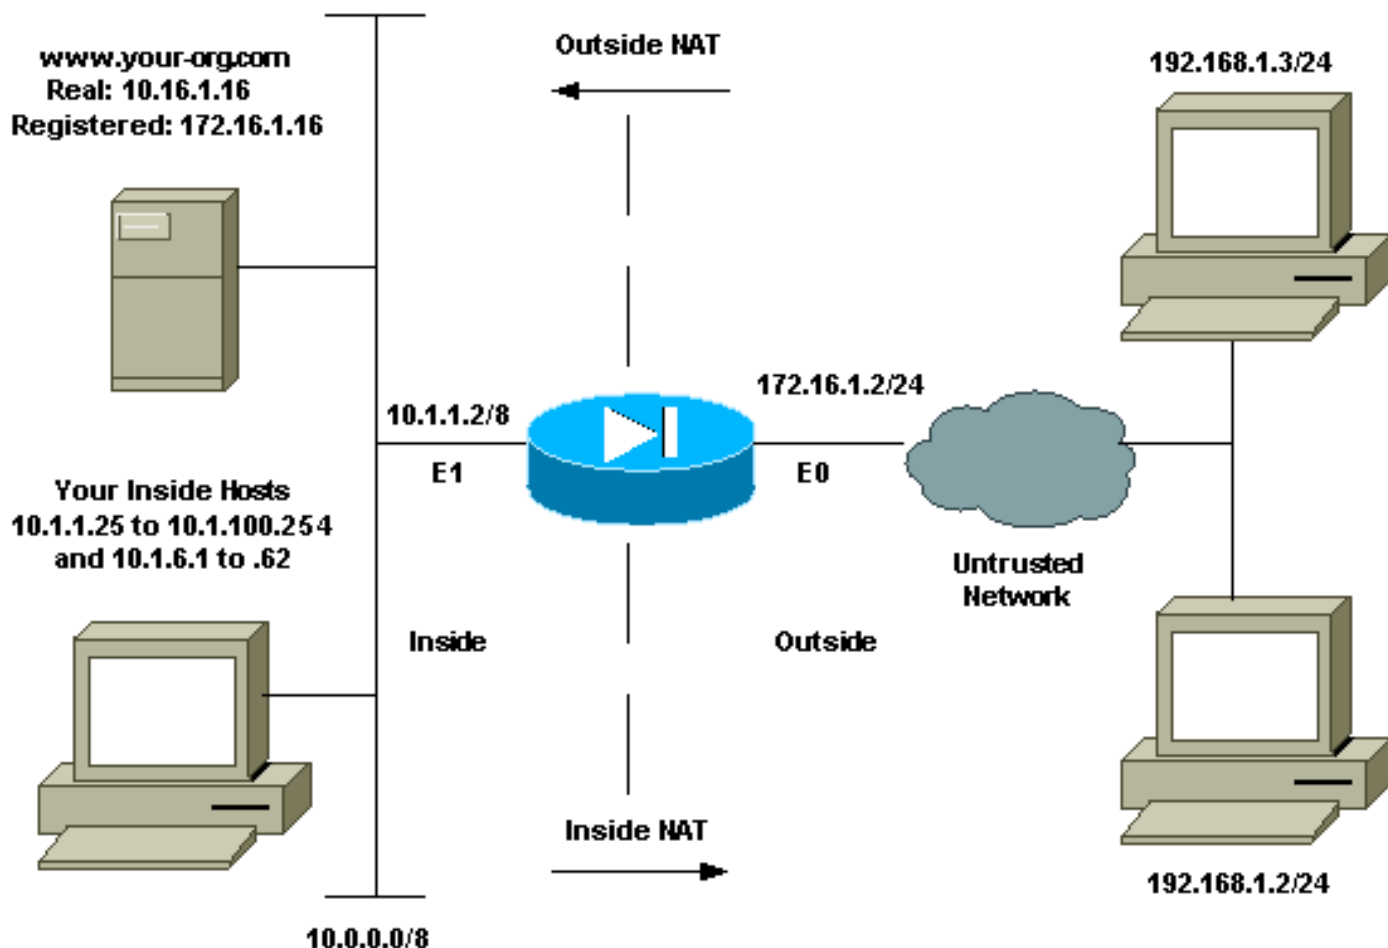 www.your-org.com
Real: 10.16.1.16
Registered: 172.16.1.16
Outside NAT
192.168.1.3/24
10.1.1.2/8
172.16.1.2/24
E1
E0
Your Inside Hosts
10.1.1.25 to 10.1.100.254
and 10.1.6.1 to .62
Untrusted
Network
Inside
Outside
Inside NAT
192.168.1.2/24
10.0.0.0/8